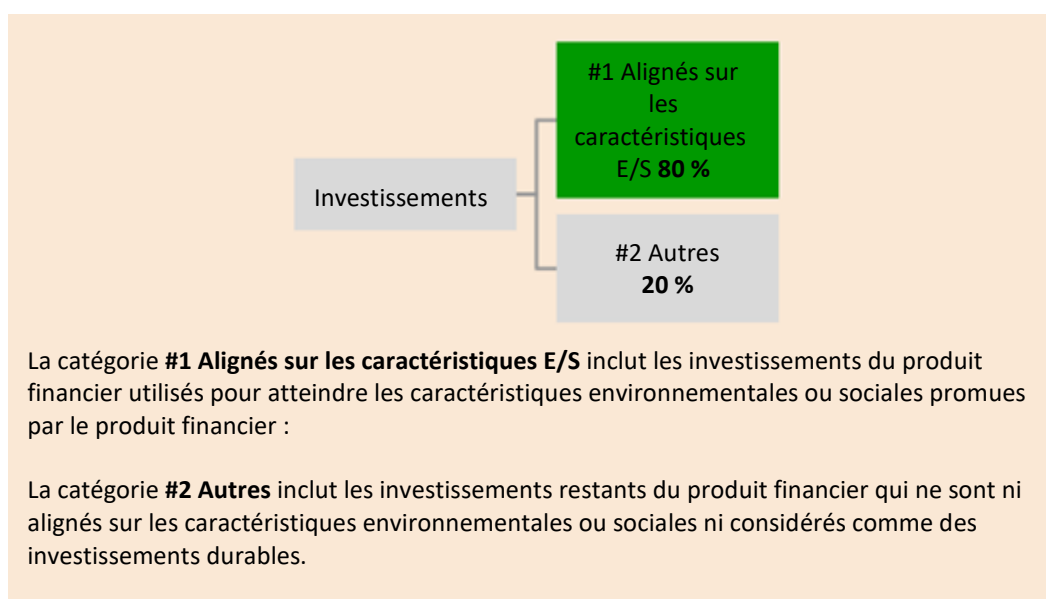 #1 Alignés sur
les
caractéristiques
E/S 80 %
Investissements
#2 Autres
20 %
La catégorie #1 Alignés sur les caractéristiques E/S inclut les investissements du produit
financier utilisés pour atteindre les caractéristiques environnementales ou sociales promues
par le produit financier :
La catégorie #2 Autres inclut les investissements restants du produit financier qui ne sont ni
alignés sur les caractéristiques environnementales ou sociales ni considérés comme des
investissements durables.